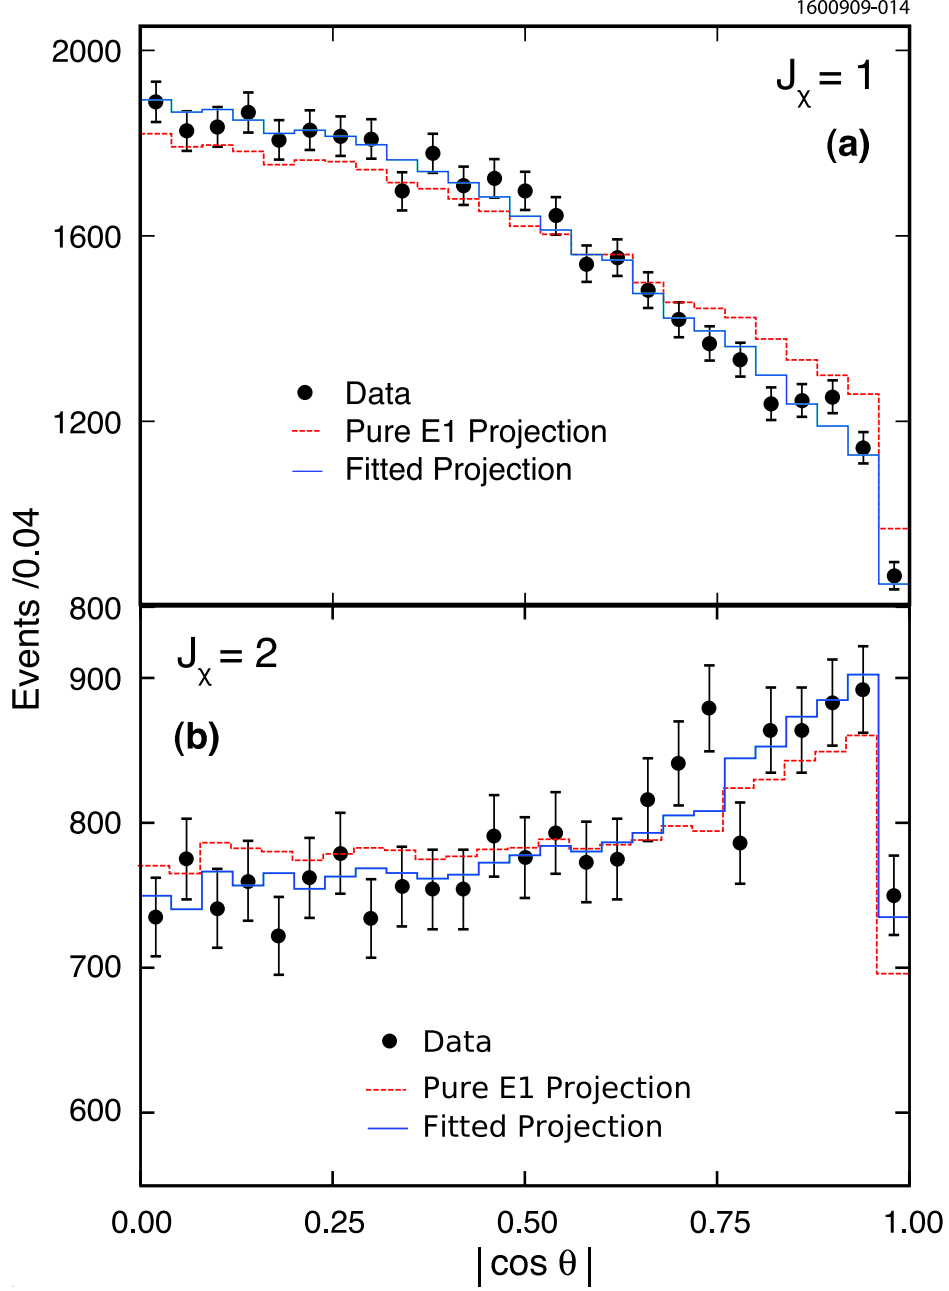 1600909-014
2000
J_χ = 1
(a)
1600
Data
Pure E1 Projection
Fitted Projection
1200
Events /0.04
800
J_χ = 2
900
(b)
800
700
Data
Pure E1 Projection
Fitted Projection
600
0.00 0.25 0.50 0.75 1.00
|cos θ|